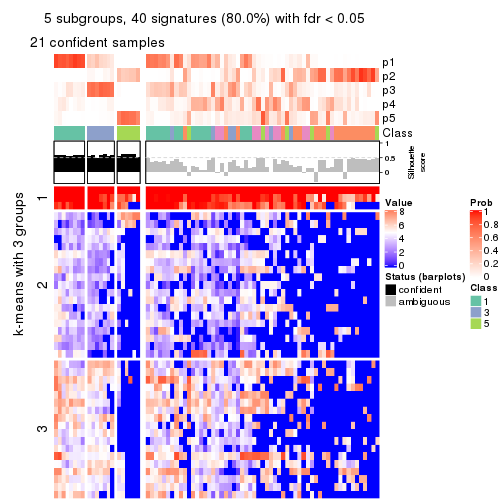 5 subgroups, 40 signatures (80.0%) with fdr < 0.05
21 confident samples
p1
p2
p3
p4
p5
Class
1
0.5
0
Silhouette
score
k-means with 3 groups
1
2
3
Value
8
6
4
2
0
Status (barplots)
confident
ambiguous
Prob
1
0.8
0.6
0.4
0.2
0
Class
1
3
5